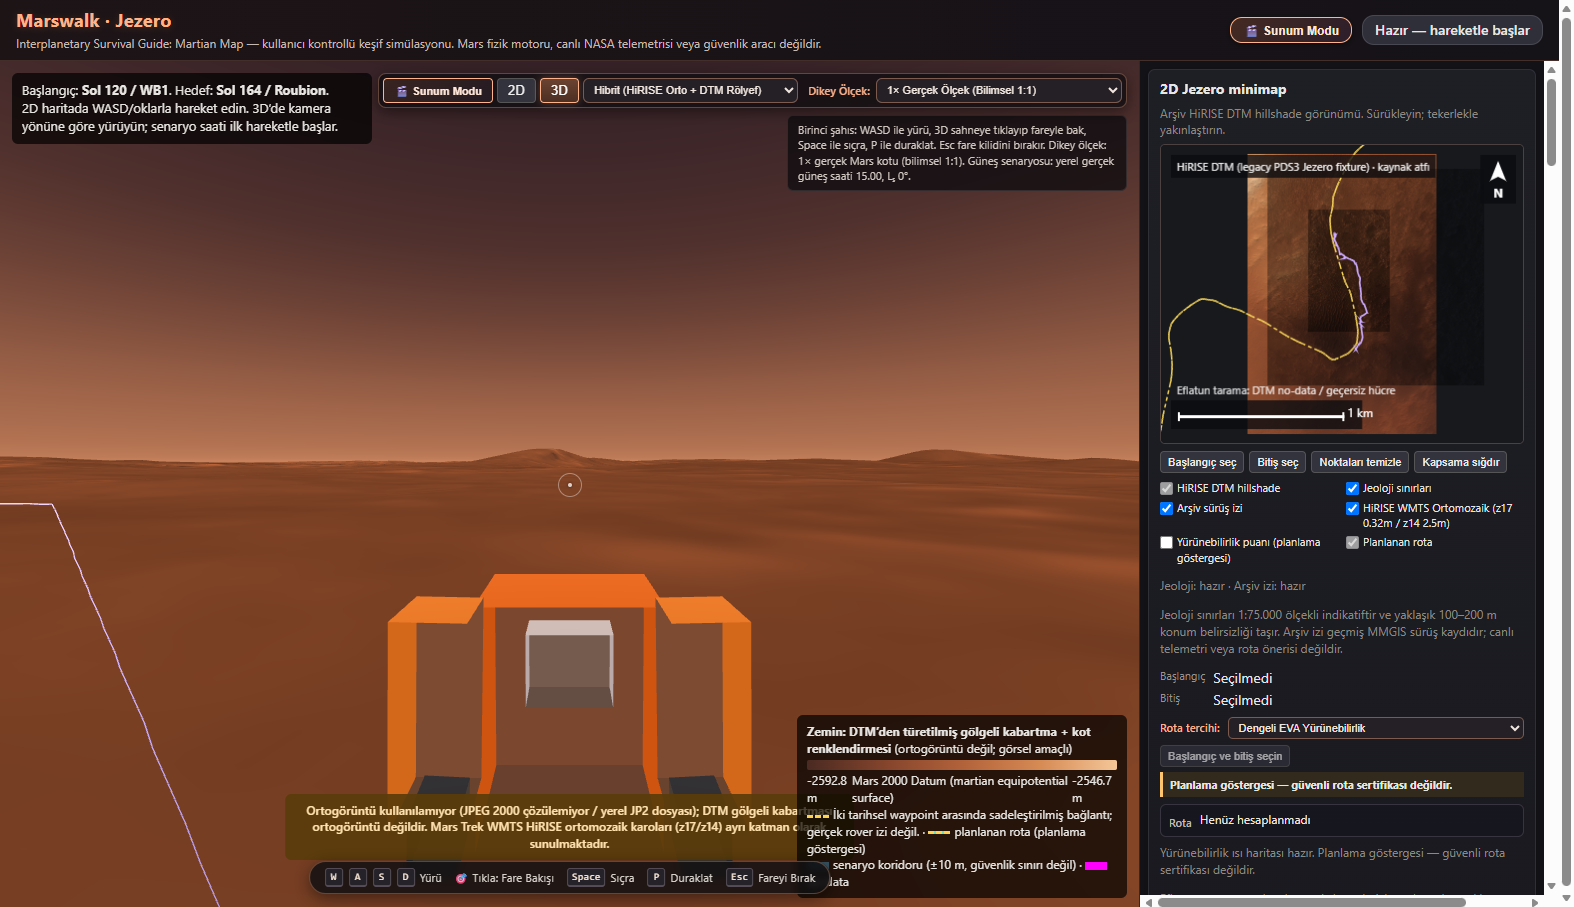 Marswalk · Jezero
Interplanetary Survival Guide: Martian Map — kullanıcı kontrollü keşif simülasyonu. Mars fizik motoru, canlı NASA telemetrisi veya güvenlik aracı değildir.
Sunum Modu
Hazır — hareketle başlar
Başlangıç: Sol 120 / WB1. Hedef: Sol 164 / Roubion.
2D haritada WASD/oklarla hareket edin. 3D'de kamera
yönüne göre yürüyün; senaryo saati ilk hareketle başlar.
Sunum Modu
2D
3D
Hibril (HiRISE Orto + DTM Rölyef)
Dikey Ölçek:
1× Gerçek Ölçek (Bilimsel 1:1)
Birinci şahıs: WASD ile yürü, 3D sahneye tıklayıp fareyle bak,
Space ile sıçra, P ile duraklat. Esc fare kilidini bırakır. Dikey ölçek:
1× gerçek Mars kotu (bilimsel 1:1). Güneş senaryosu: yerel gerçek
güneş saati 15.00, Lₛ 0°.
Zemin: DTM'den türetilmiş gölgeli kabartma + kot
renklendirmesi (ortogörüntü değil; görsel amaçlı)
-2592.8 Mars 2000 Datum (martian equipotential -2546.7
m surface) m
İki tarihsel waypoint arasında sadeleştirilmiş bağlantı;
gerçek rover izi değil. · planlanan rota (planlama
göstergesi)
senaryo koridoru (±10 m, güvenlik sınırı değil) ·
data
Ortogörüntü kullanılamıyor (JPEG 2000 çözülemiyor / yerel JP2 dosyası); DTM gölgeli kabartması
ortogörüntü değildir. Mars Trek WMTS HiRISE ortomozaik karoları (z17/z14) ayrı katman olarak
sunulmaktadır.
W A S D Yürü Tıkla: Fare Bakışı Space Sıçra P Duraklat Esc Fareyi Bırak
2D Jezero minimap
Arşiv HiRISE DTM hillshade görünümü. Sürükleyin; tekerlekle
yakınlaştırın.
HiRISE DTM (legacy PDS3 Jezero fixture) · kaynak atfı
N
Eflatun tarama: DTM no-data / geçersiz hücre
1 km
Başlangıç seç
Bitiş seç
Noktaları temizle
Kapsama sığdır
HiRISE DTM hillshade
Jeoloji sınırları
Arşiv sürüş izi
HiRISE WMTS Ortomozaik (z17
0.32m / z14 2.5m)
Yürünebilirlik puanı (planlama
göstergesi)
Planlanan rota
Jeoloji: hazır · Arşiv izi: hazır
Jeoloji sınırları 1:75.000 ölçekli indikatiftir ve yaklaşık 100–200 m
konum belirsizliği taşır. Arşiv izi geçmiş MMGIS sürüş kaydıdır; canlı
telemetri veya rota önerisi değildir.
Başlangıç Seçilmedi
Bitiş Seçilmedi
Rota tercihi: Dengeli EVA Yürünebilirlik
Başlangıç ve bitiş seçin
Planlama göstergesi — güvenli rota sertifikası değildir.
Rota Henüz hesaplanmadı
Yürünebilirlik ısı haritası hazır. Planlama göstergesi — güvenli rota
sertifikası değildir.